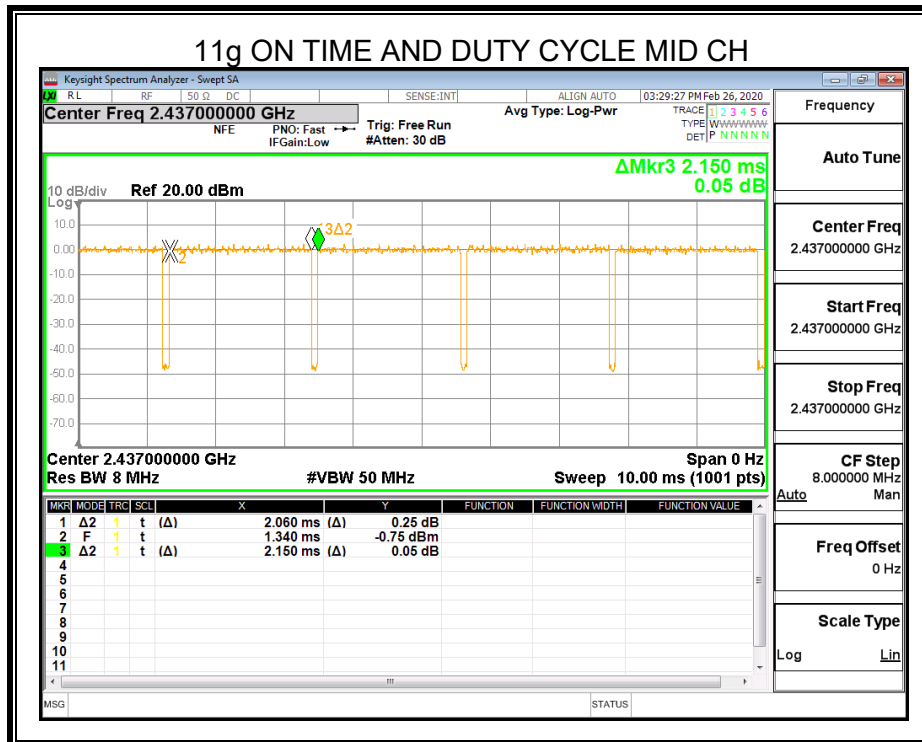 11g ON TIME AND DUTY CYCLE MID CH
Keysight Spectrum Analyzer - Swept SA
LXI RL RF 50 Ω DC SENSE:INT ALIGN AUTO 03:29:27 PM Feb 26, 2020
Center Freq 2.437000000 GHz
NFE PNO: Fast Trig: Free Run
IFGain:Low #Atten: 30 dB
Avg Type: Log-Pwr
TRACE 1 2 3 4 5 6
TYPE WWWWWWW
DET P N N N N N
ΔMkr3 2.150 ms
0.05 dB
10 dB/div Ref 20.00 dBm
Log
10.0
0.00
-10.0
-20.0
-30.0
-40.0
-50.0
-60.0
-70.0
2
3Δ2
Center 2.437000000 GHz Span 0 Hz
Res BW 8 MHz #VBW 50 MHz Sweep 10.00 ms (1001 pts)
MKR MODE TRC SCL X Y FUNCTION FUNCTION WIDTH FUNCTION VALUE
1 Δ2 1 t (Δ) 2.060 ms (Δ) 0.25 dB
2 F 1 t 1.340 ms -0.75 dBm
3 Δ2 1 t (Δ) 2.150 ms (Δ) 0.05 dB
4
5
6
7
8
9
10
11
MSG STATUS
Frequency
Auto Tune
Center Freq
2.437000000 GHz
Start Freq
2.437000000 GHz
Stop Freq
2.437000000 GHz
CF Step
8.000000 MHz
Auto Man
Freq Offset
0 Hz
Scale Type
Log Lin